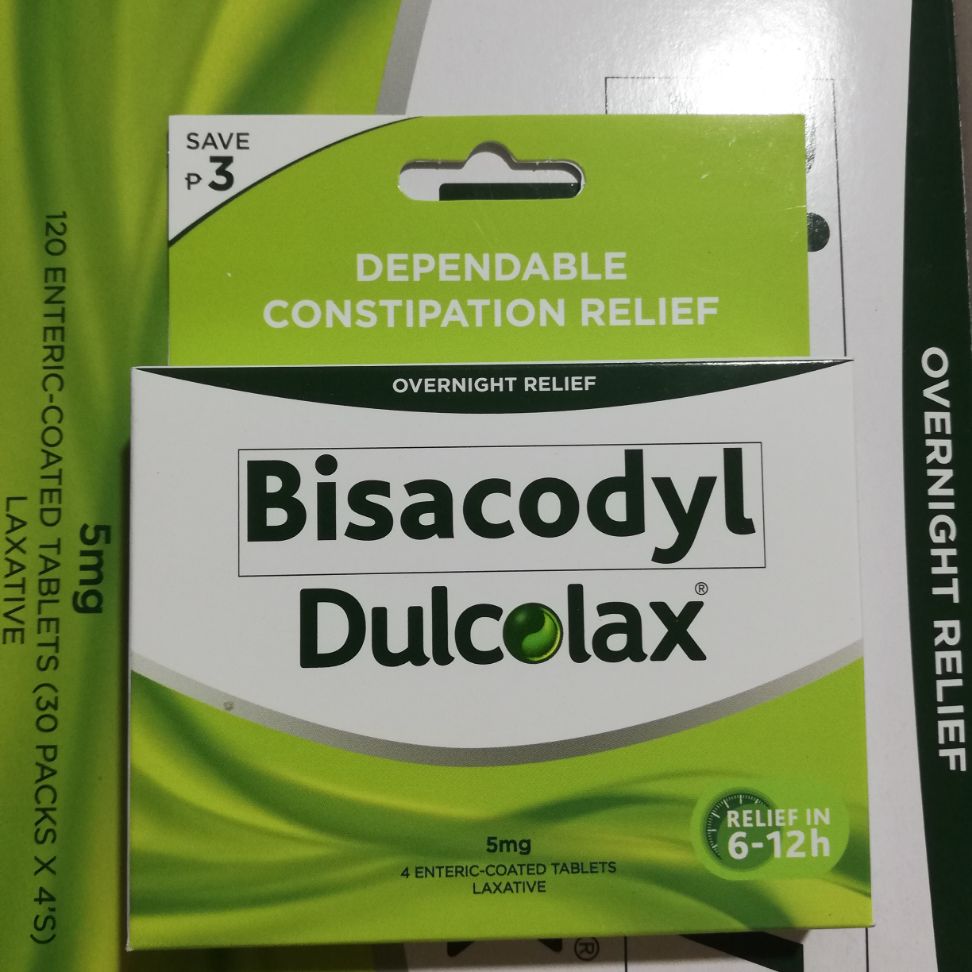 SAVE
₱3
DEPENDABLE
CONSTIPATION RELIEF
OVERNIGHT RELIEF
Bisacodyl
Dulcolax®
5mg
4 ENTERIC-COATED TABLETS
LAXATIVE
RELIEF IN
6-12h
5mg
120 ENTERIC-COATED TABLETS (30 PACKS X 4'S)
LAXATIVE
OVERNIGHT RELIEF
®